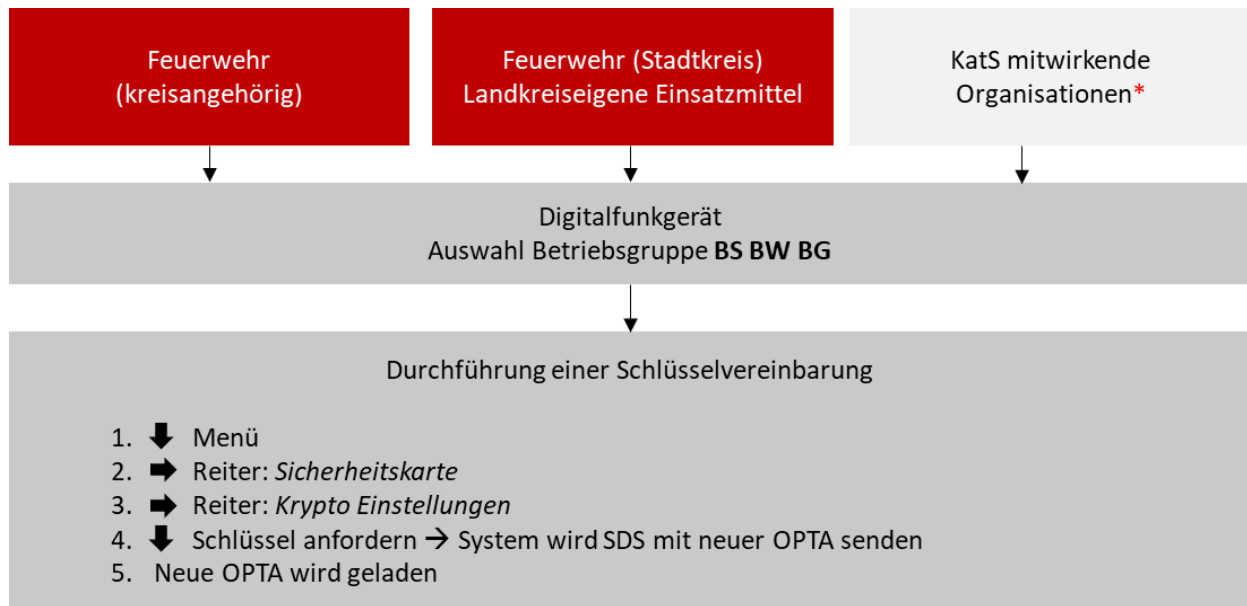 Feuerwehr
(kreisangehörig)
Feuerwehr (Stadtkreis)
Landkreiseigene Einsatzmittel
KatS mitwirkende
Organisationen*
Digitalfunkgerät
Auswahl Betriebsgruppe BS BW BG
Durchführung einer Schlüsselvereinbarung
1. ⬇ Menü
2. ➡ Reiter: Sicherheitskarte
3. ➡ Reiter: Krypto Einstellungen
4. ⬇ Schlüssel anfordern → System wird SDS mit neuer OPTA senden
5. Neue OPTA wird geladen